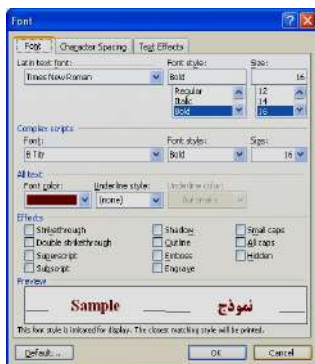 Font
Font Character Spacing Text Effects
Latin text font: Font style: Size:
Times New Roman Bold 16
Regular 12
Italic 14
Bold 16
Complex scripts
Font: Font style: Size:
B Titr Bold 16
All text
Font color: Underline style: Underline color:
(none) Automatic
Effects
Strikethrough Shadow Small caps
Double strikethrough Outline All caps
Superscript Emboss Hidden
Subscript Engrave
Preview
Sample نموذج
This font style is imitated for display. The closest matching style will be printed.
Default... OK Cancel